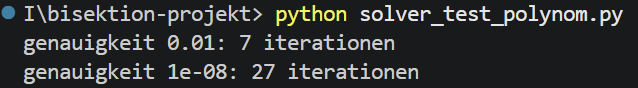 I\bisektion-projekt> python solver_test_polynom.py
genauigkeit 0.01: 7 iterationen
genauigkeit 1e-08: 27 iterationen